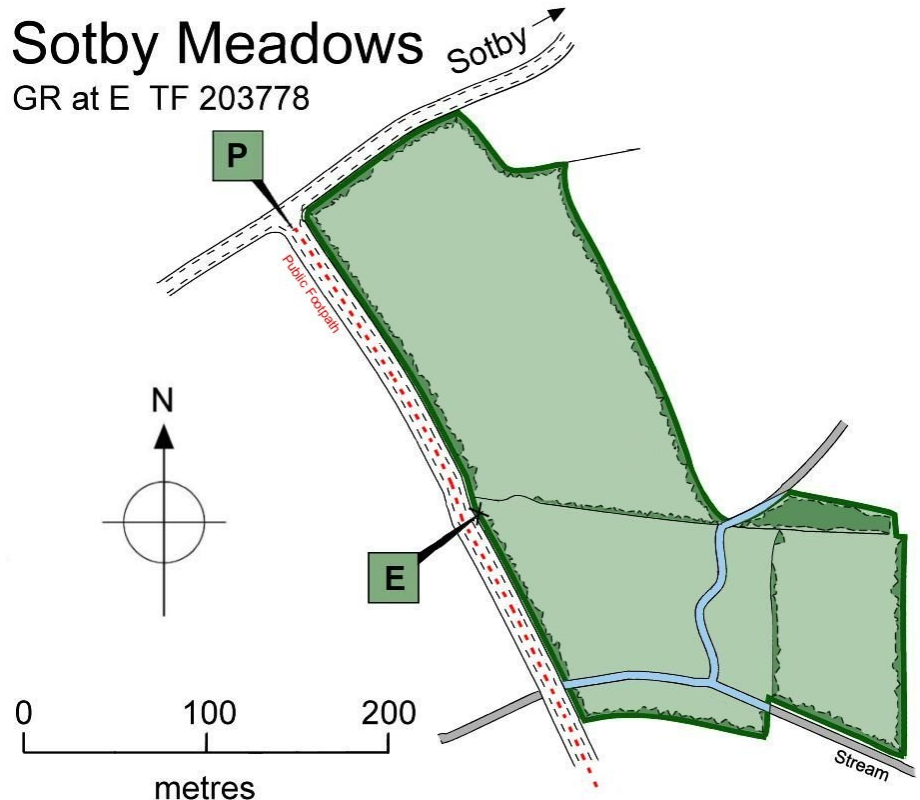 Sotby Meadows
GR at E TF 203778
Sotby
P
Public Footpath
N
E
0 100 200
metres
Stream